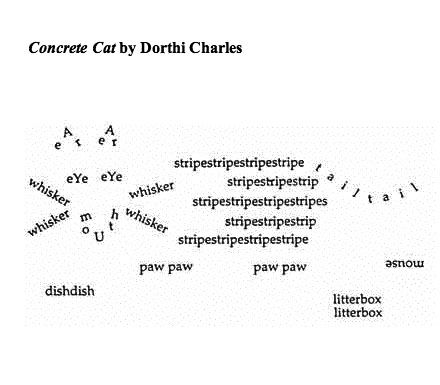 Concrete Cat by Dorthi Charles
eAr eAr
eYe eYe
whisker whisker
whisker whisker
moUth
stripestripestripestripe
stripestripestrip
stripestripestripestripes
stripestripestrip
stripestripestripestripe
tailtail
paw paw paw paw
mouse
dishdish
litterbox
litterbox